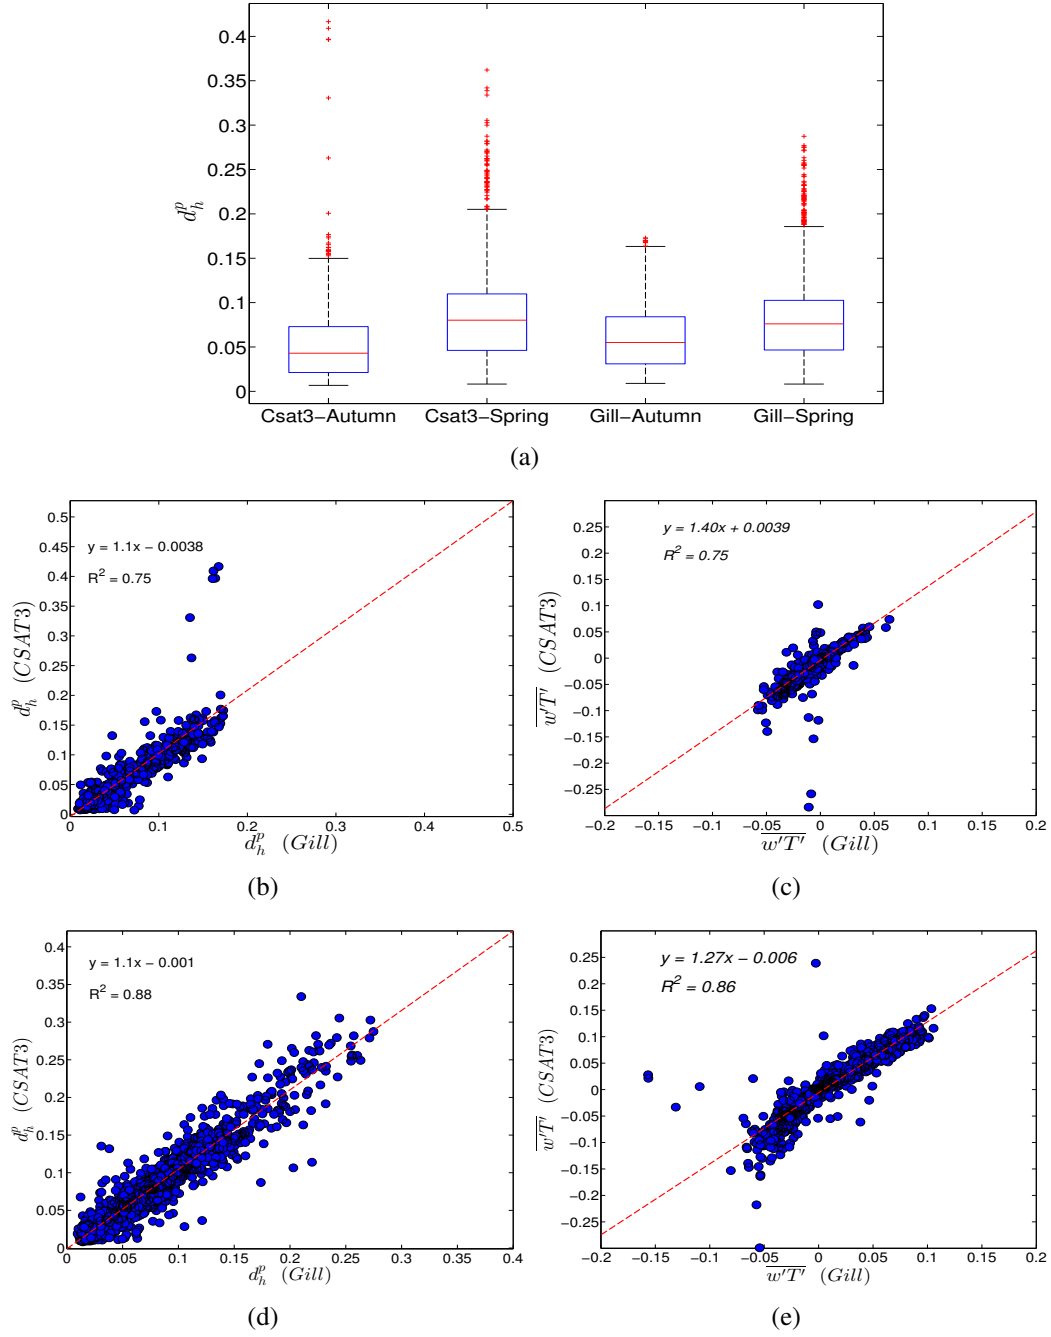 0.4
0.35
0.3
0.25
0.2
0.15
0.1
0.05
0
d_h^p
Csat3−Autumn Csat3−Spring Gill−Autumn Gill−Spring
(a)
0.5
0.45
0.4
0.35
0.3
0.25
0.2
0.15
0.1
0.05
0
d_h^p (CSAT3)
y = 1.1x − 0.0038
R² = 0.75
0 0.1 0.2 0.3 0.4 0.5
d_h^p (Gill)
(b)
0.25
0.2
0.15
0.1
0.05
0
−0.05
−0.1
−0.15
−0.2
−0.25
w'T' (CSAT3)
y = 1.40x + 0.0039
R² = 0.75
−0.2 −0.15 −0.1 −0.05 0 0.05 0.1 0.15 0.2
w'T' (Gill)
(c)
0.4
0.35
0.3
0.25
0.2
0.15
0.1
0.05
0
d_h^p (CSAT3)
y = 1.1x − 0.001
R² = 0.88
0 0.05 0.1 0.15 0.2 0.25 0.3 0.35 0.4
d_h^p (Gill)
(d)
0.25
0.2
0.15
0.1
0.05
0
−0.05
−0.1
−0.15
−0.2
−0.25
w'T' (CSAT3)
y = 1.27x − 0.006
R² = 0.86
−0.2 −0.15 −0.1 −0.05 0 0.05 0.1 0.15 0.2
w'T' (Gill)
(e)